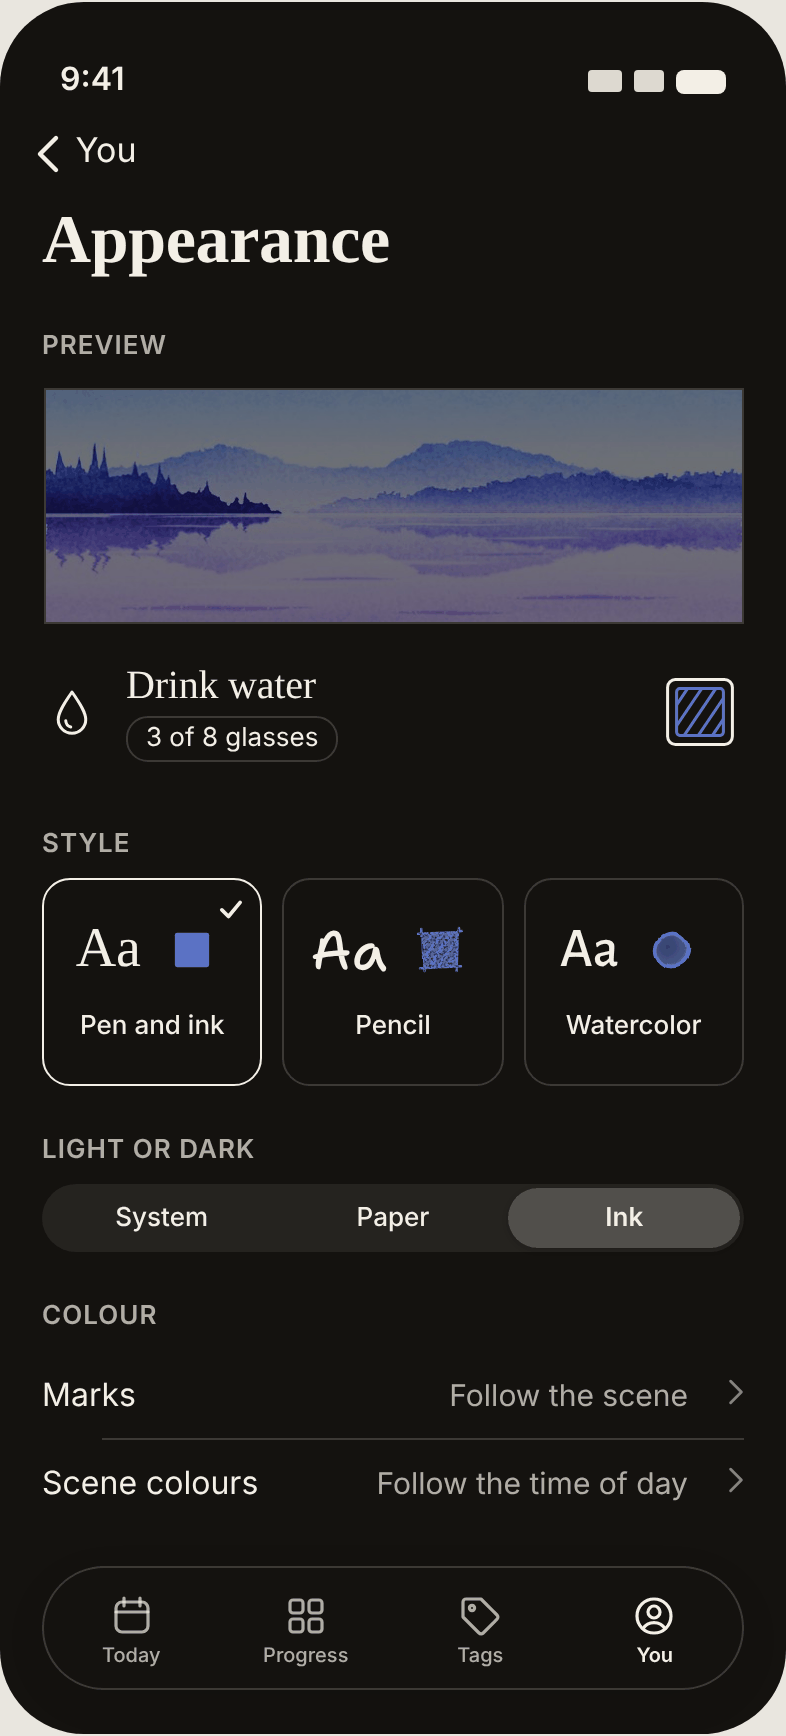 9:41
You
Appearance
PREVIEW
Drink water
3 of 8 glasses
STYLE
Aa
Aa
Aa
Pen and ink
Pencil
Watercolor
LIGHT OR DARK
System
Paper
Ink
COLOUR
Marks
Follow the scene
Scene colours
Follow the time of day
Today
Progress
Tags
You